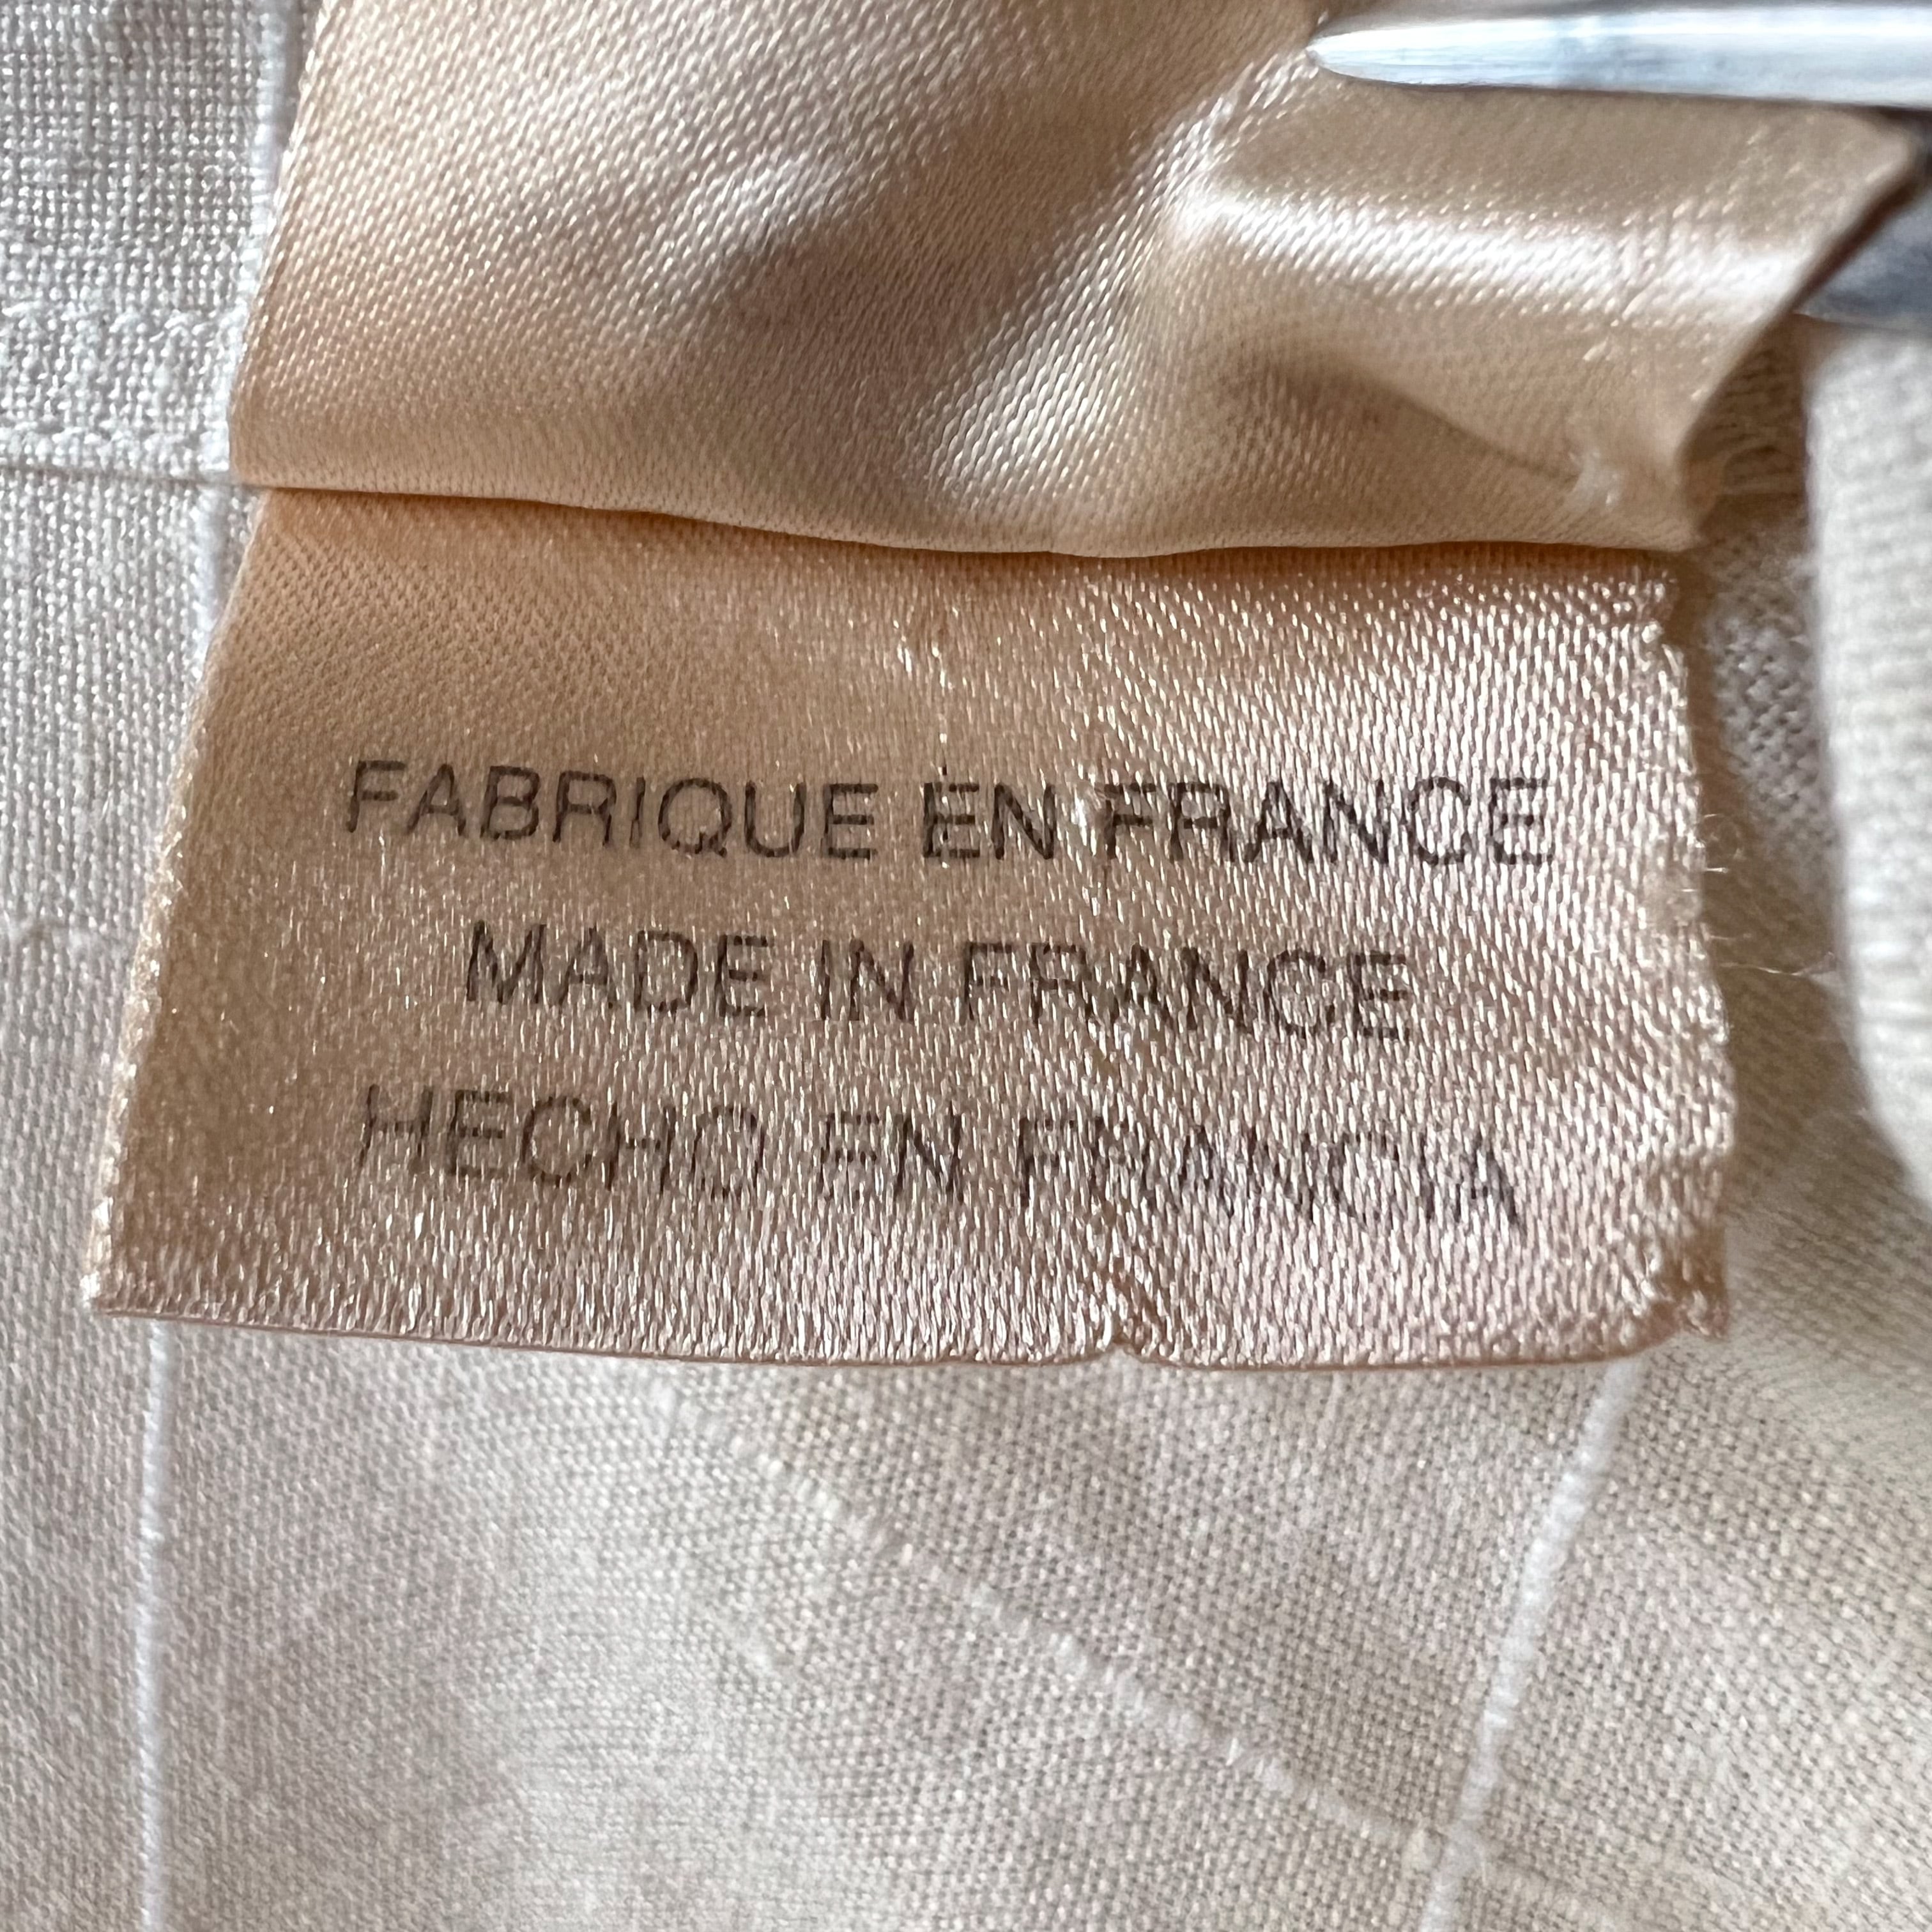 FABRIQUE EN FRANCE
MADE IN FRANCE
HECHO EN FRANCIA